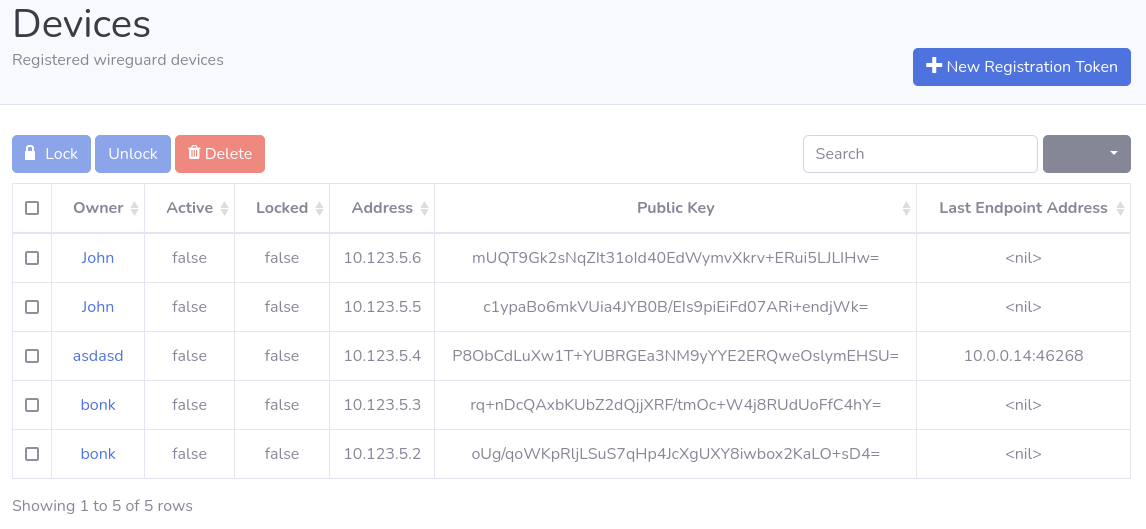 Devices
Registered wireguard devices
New Registration Token
Lock Unlock Delete Search
Owner Active Locked Address Public Key Last Endpoint Address
John false false 10.123.5.6 mUQT9Gk2sNqZIt31oId40EdWymvXkrv+ERui5LJLIHw= <nil>
John false false 10.123.5.5 c1ypaBo6mkVUia4JYB0B/EIs9piEiFd07ARi+endjWk= <nil>
asdasd false false 10.123.5.4 P8ObCdLuXw1T+YUBRGEa3NM9yYYE2ERQweOslymEHSU= 10.0.0.14:46268
bonk false false 10.123.5.3 rq+nDcQAxbKUbZ2dQjjXRF/tmOc+W4j8RUdUoFfC4hY= <nil>
bonk false false 10.123.5.2 oUg/qoWKpRljLSuS7qHp4JcXgUXY8iwbox2KaLO+sD4= <nil>
Showing 1 to 5 of 5 rows